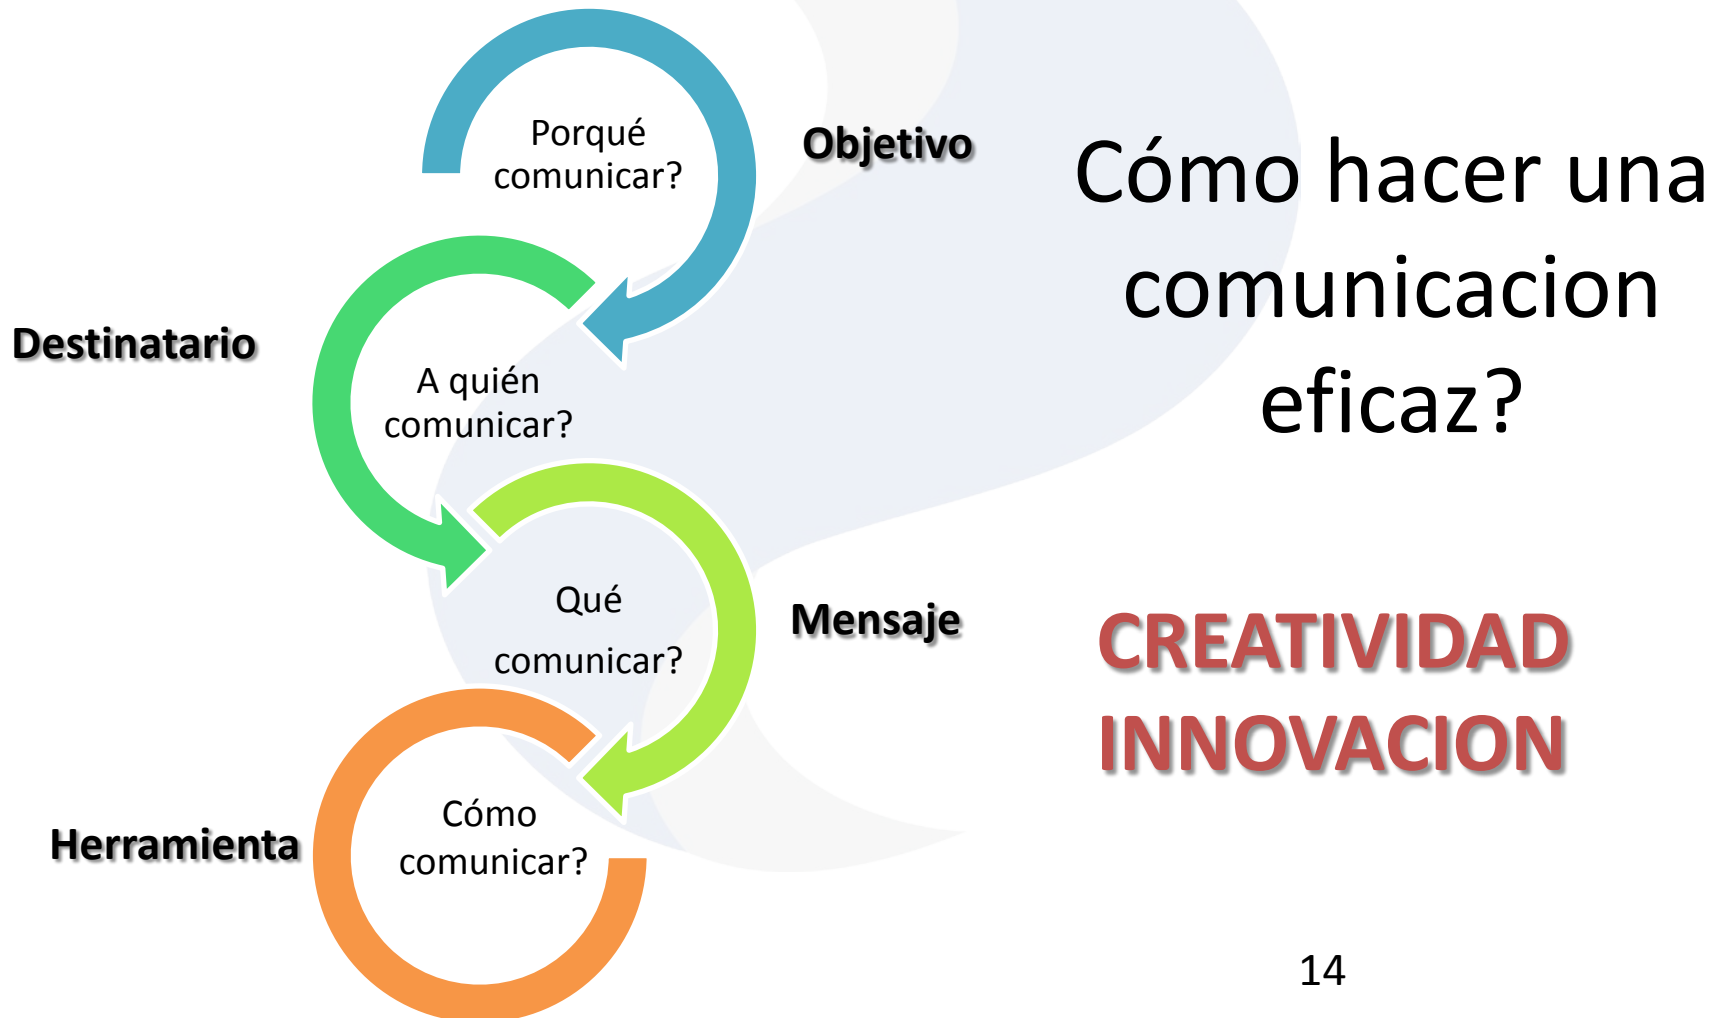 Porqué
comunicar?
Objetivo
Cómo hacer una
comunicacion
eficaz?
Destinatario
A quién
comunicar?
Qué
comunicar?
Mensaje
CREATIVIDAD
INNOVACION
Herramienta
Cómo
comunicar?
14